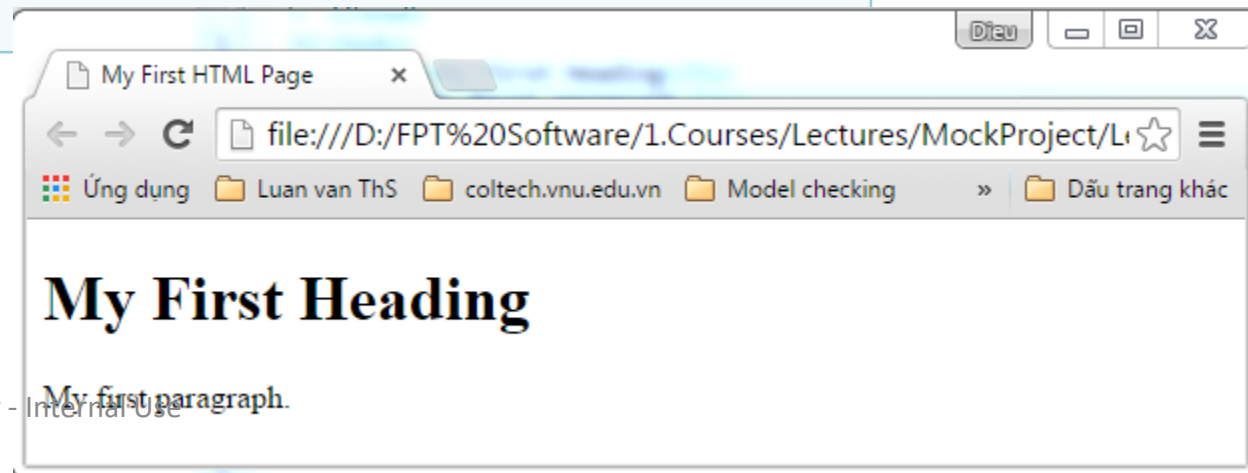 Dieu
My First HTML Page
file:///D:/FPT%20Software/1.Courses/Lectures/MockProject/Le
Ứng dụng Luan van ThS coltech.vnu.edu.vn Model checking » Dấu trang khác
My First Heading
My first paragraph.
- Internal Use